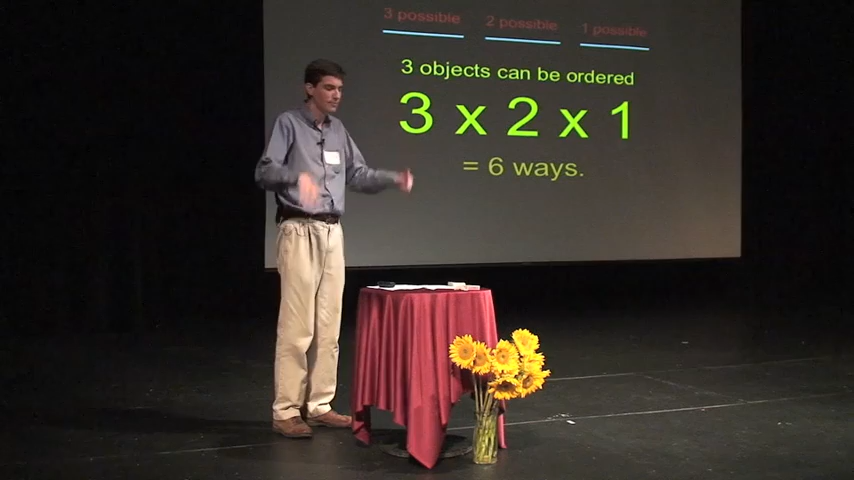 3 possible 2 possible 1 possible
3 objects can be ordered
3 x 2 x 1
= 6 ways.